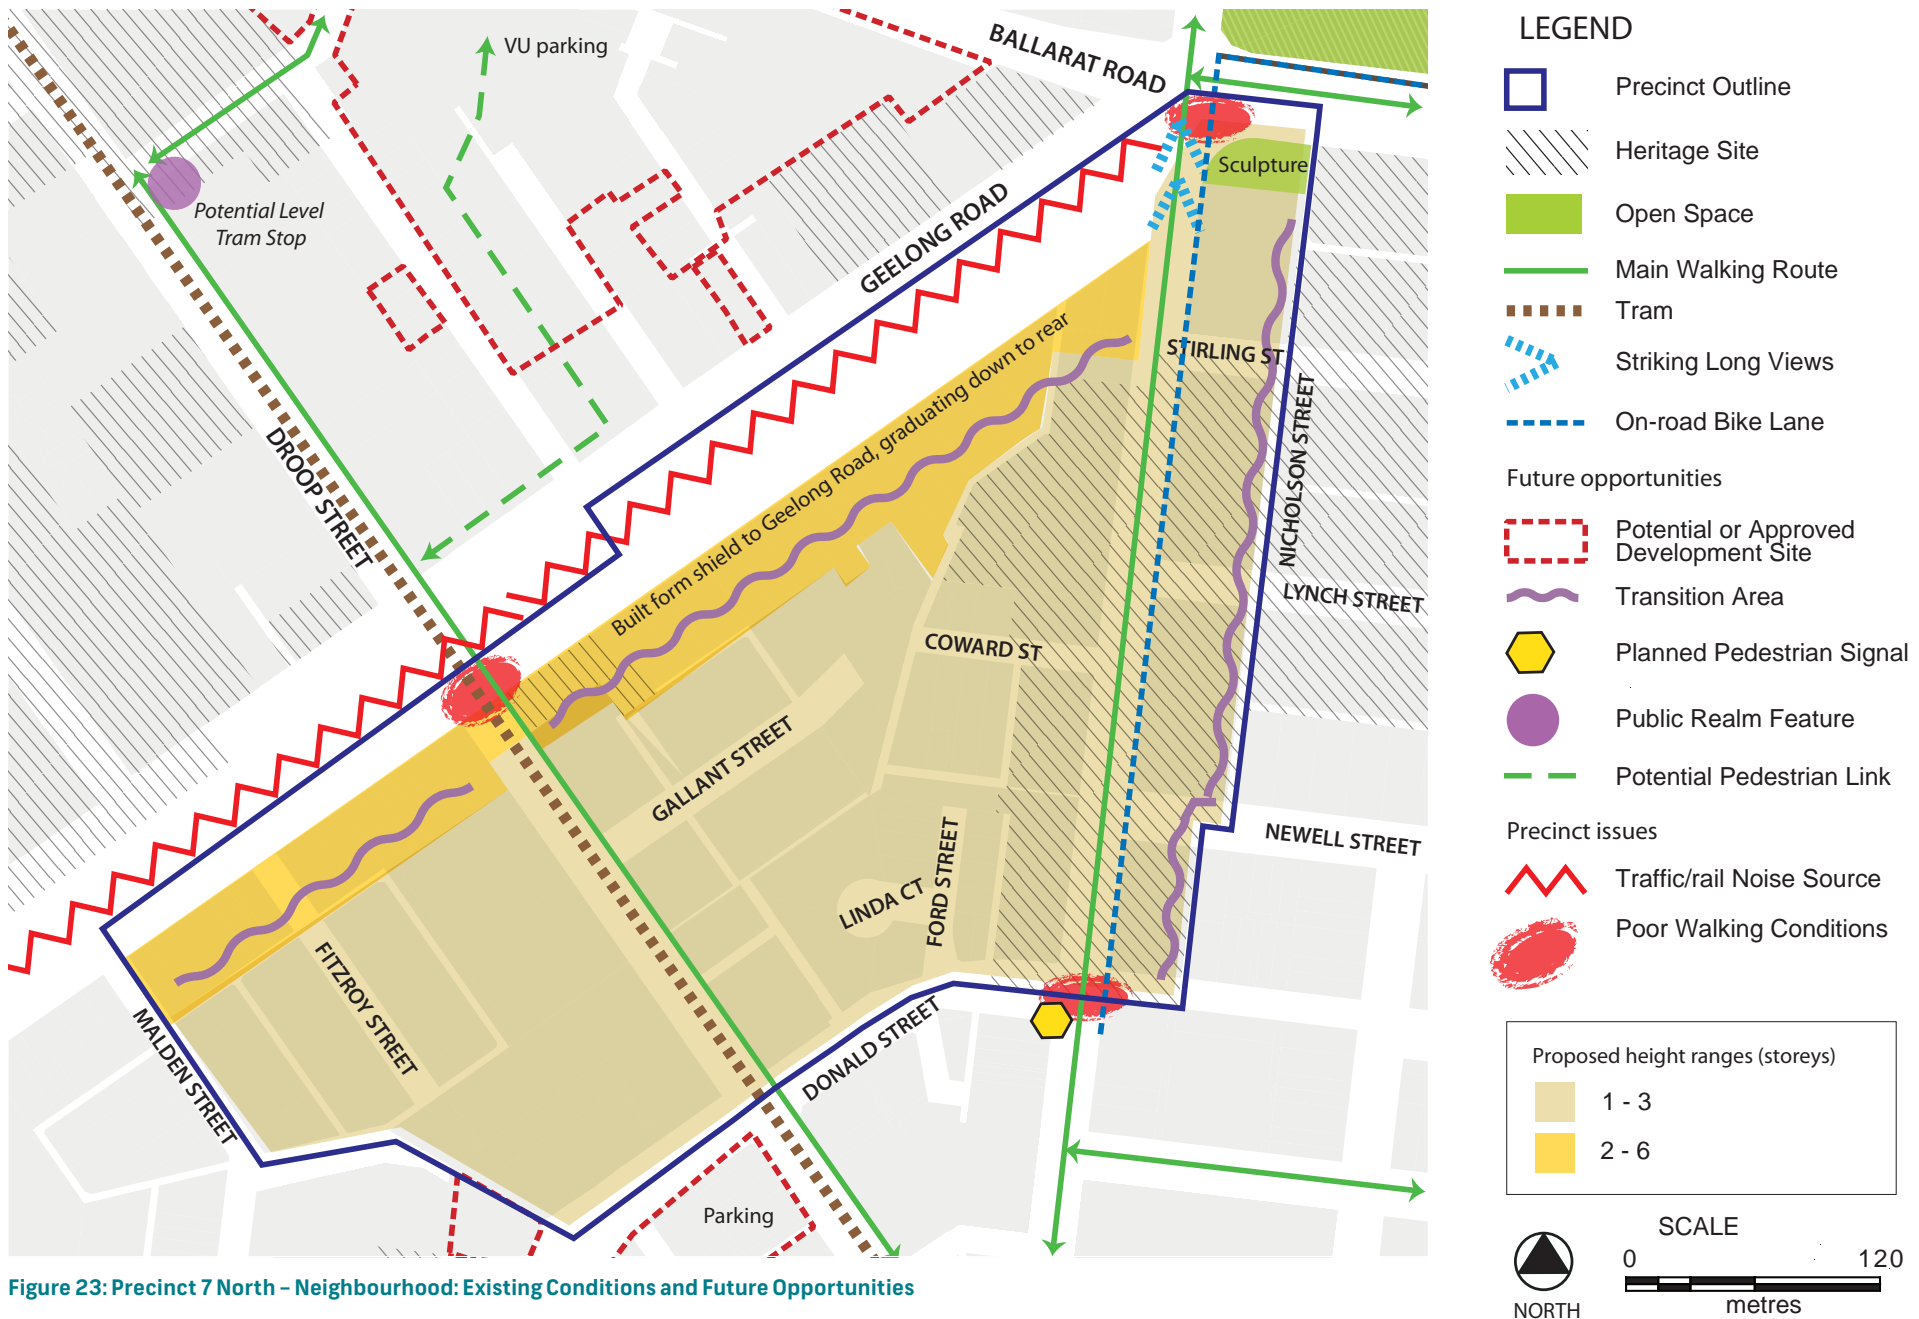 VU parking
BALLARAT ROAD
Sculpture
Potential Level
Tram Stop
GEELONG ROAD
STIRLING ST
Built form shield to Geelong Road, graduating down to rear
DROOP STREET
NICHOLSON STREET
LYNCH STREET
COWARD ST
GALLANT STREET
NEWELL STREET
LINDA CT
FORD STREET
FITZROY STREET
MALDEN STREET
DONALD STREET
Parking
LEGEND
Precinct Outline
Heritage Site
Open Space
Main Walking Route
Tram
Striking Long Views
On-road Bike Lane
Future opportunities
Potential or Approved
Development Site
Transition Area
Planned Pedestrian Signal
Public Realm Feature
Potential Pedestrian Link
Precinct issues
Traffic/rail Noise Source
Poor Walking Conditions
Proposed height ranges (storeys)
1 - 3
2 - 6
SCALE
0 120
metres
NORTH
Figure 23: Precinct 7 North – Neighbourhood: Existing Conditions and Future Opportunities